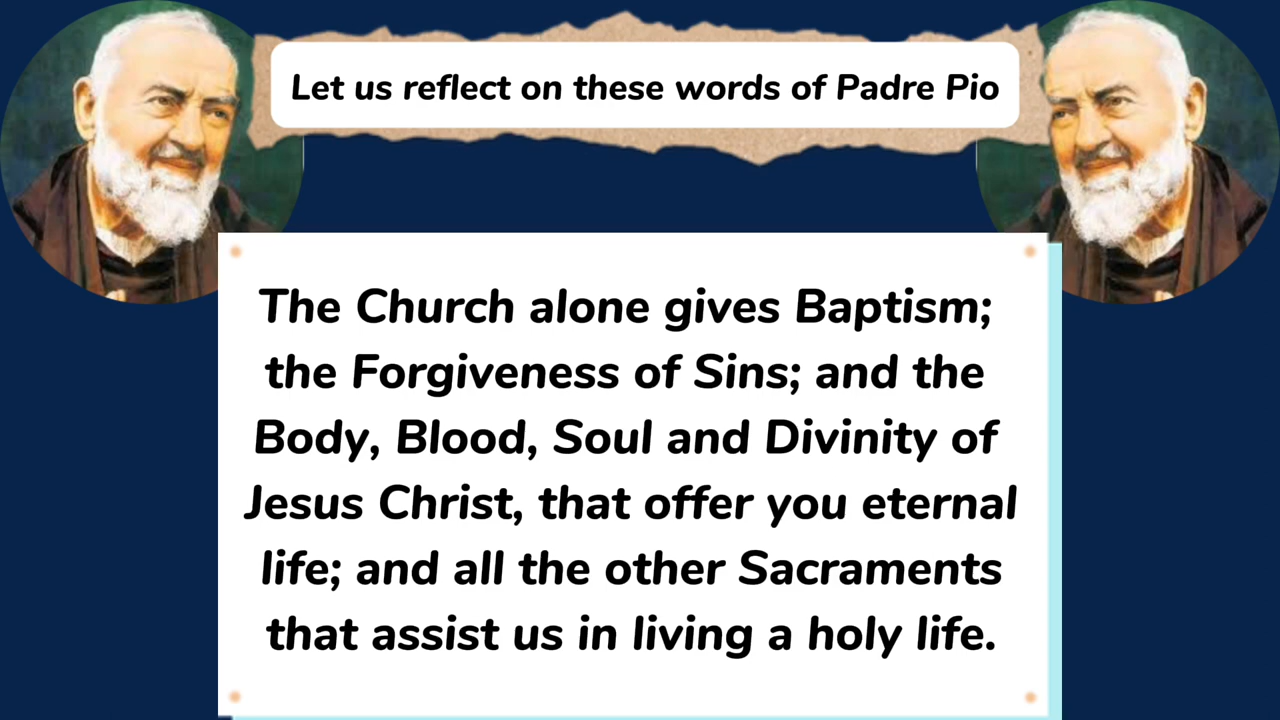 Let us reflect on these words of Padre Pio
The Church alone gives Baptism;
the Forgiveness of Sins; and the
Body, Blood, Soul and Divinity of
Jesus Christ, that offer you eternal
life; and all the other Sacraments
that assist us in living a holy life.